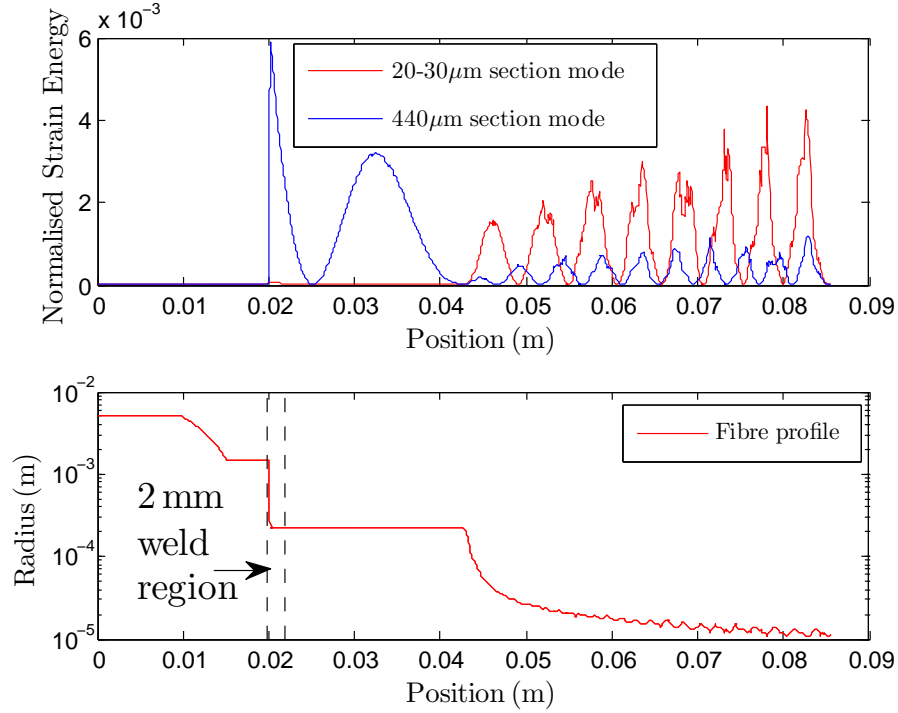 x 10⁻³
6
4
2
0
Normalised Strain Energy
20-30μm section mode
440μm section mode
0 0.01 0.02 0.03 0.04 0.05 0.06 0.07 0.08 0.09
Position (m)
10⁻²
10⁻³
10⁻⁴
10⁻⁵
Radius (m)
Fibre profile
2 mm
weld
region
0 0.01 0.02 0.03 0.04 0.05 0.06 0.07 0.08 0.09
Position (m)